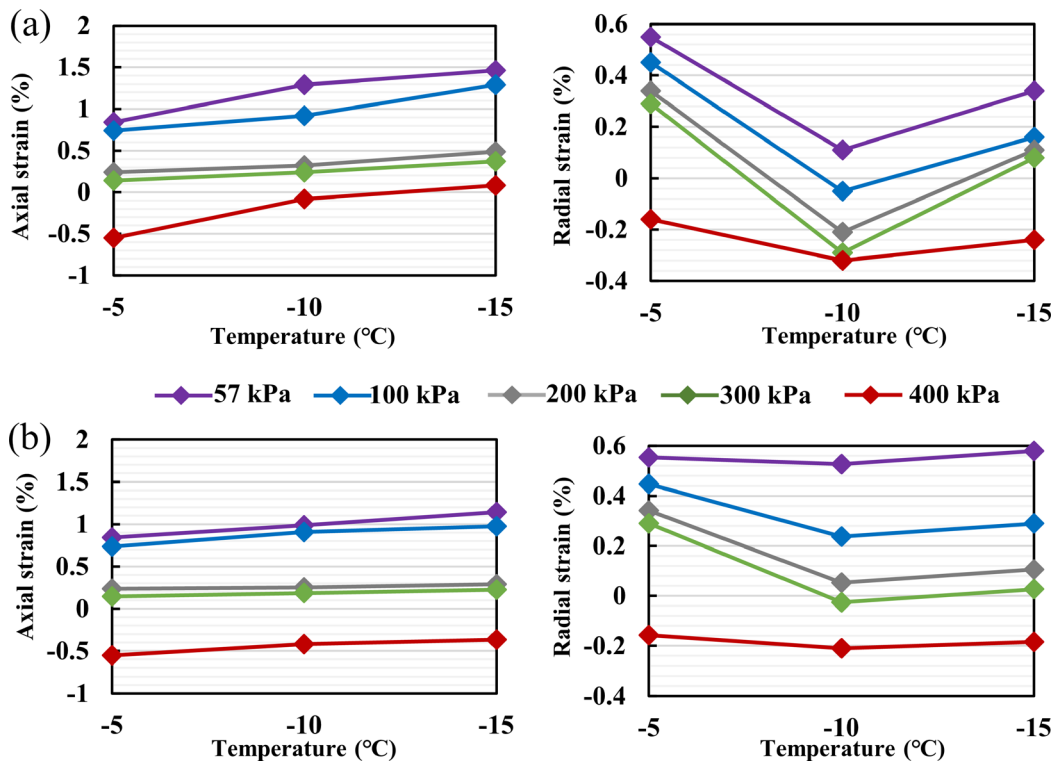 (a)
Axial strain (%)
2
1.5
1
0.5
0
-0.5
-1
-5 -10 -15
Temperature (℃)
Radial strain (%)
0.6
0.4
0.2
0
-0.2
-0.4
-5 -10 -15
Temperature (℃)
57 kPa 100 kPa 200 kPa 300 kPa 400 kPa
(b)
Axial strain (%)
2
1.5
1
0.5
0
-0.5
-1
-5 -10 -15
Temperature (℃)
Radial strain (%)
0.6
0.4
0.2
0
-0.2
-0.4
-5 -10 -15
Temperature (℃)